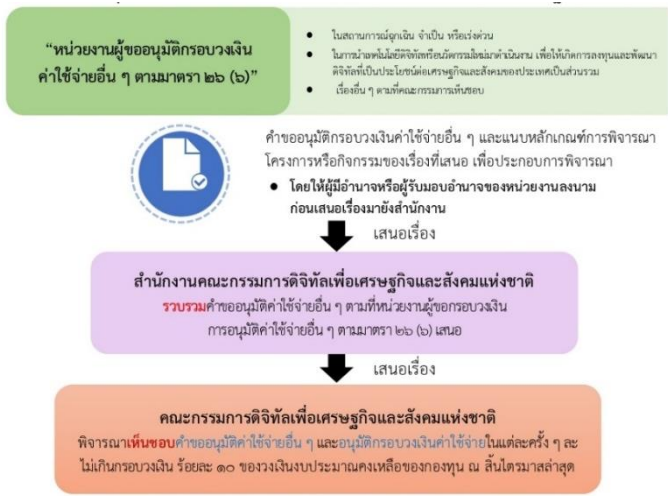 “หน่วยงานผู้ขออนุมัติกรอบวงเงิน
ค่าใช้จ่ายอื่น ๆ ตามมาตรา ๒๖ (๖)”
• ในสถานการณ์ฉุกเฉิน จำเป็น หรือเร่งด่วน
• ในการนำเทคโนโลยีดิจิทัลหรือนวัตกรรมใหม่มาดำเนินงาน เพื่อให้เกิดการลงทุนและพัฒนา
ดิจิทัลที่เป็นประโยชน์ต่อเศรษฐกิจและสังคมของประเทศเป็นส่วนรวม
• เรื่องอื่น ๆ ตามที่คณะกรรมการเห็นชอบ
คำขออนุมัติกรอบวงเงินค่าใช้จ่ายอื่น ๆ และแนบหลักเกณฑ์การพิจารณา
โครงการหรือกิจกรรมของเรื่องที่เสนอ เพื่อประกอบการพิจารณา
• โดยให้ผู้มีอำนาจหรือผู้รับมอบอำนาจของหน่วยงานลงนาม
ก่อนเสนอเรื่องมายังสำนักงาน
เสนอเรื่อง
สำนักงานคณะกรรมการดิจิทัลเพื่อเศรษฐกิจและสังคมแห่งชาติ
รวบรวมคำขออนุมัติค่าใช้จ่ายอื่น ๆ ตามที่หน่วยงานผู้ขอกรอบวงเงิน
การอนุมัติค่าใช้จ่ายอื่น ๆ ตามมาตรา ๒๖ (๖) เสนอ
เสนอเรื่อง
คณะกรรมการดิจิทัลเพื่อเศรษฐกิจและสังคมแห่งชาติ
พิจารณาเห็นชอบคำขออนุมัติค่าใช้จ่ายอื่น ๆ และอนุมัติกรอบวงเงินค่าใช้จ่ายในแต่ละครั้ง ๆ ละ
ไม่เกินกรอบวงเงิน ร้อยละ ๑๐ ของวงเงินงบประมาณคงเหลือของกองทุน ณ สิ้นไตรมาสล่าสุด